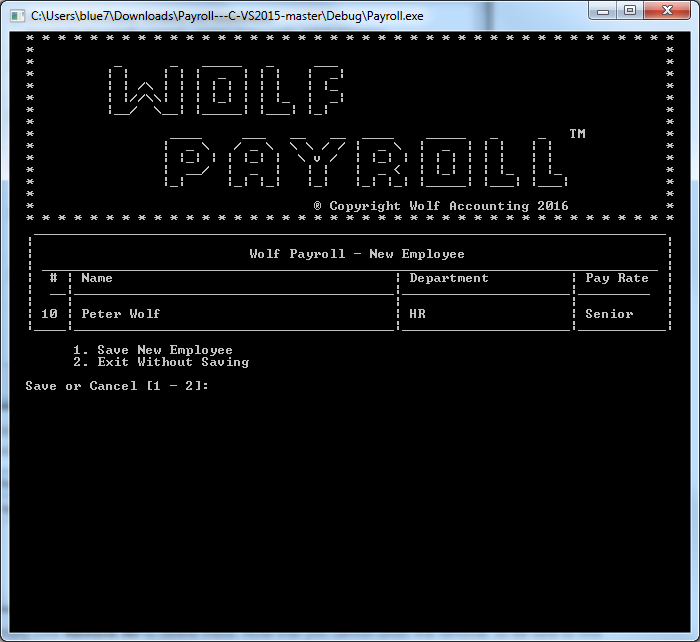 C:\Users\blue7\Downloads\Payroll---C-VS2015-master\Debug\Payroll.exe
WOLF
PAYROLL TM
® Copyright Wolf Accounting 2016
Wolf Payroll - New Employee
# | Name | Department | Pay Rate
10 | Peter Wolf | HR | Senior
1. Save New Employee
2. Exit Without Saving
Save or Cancel [1 - 2]: